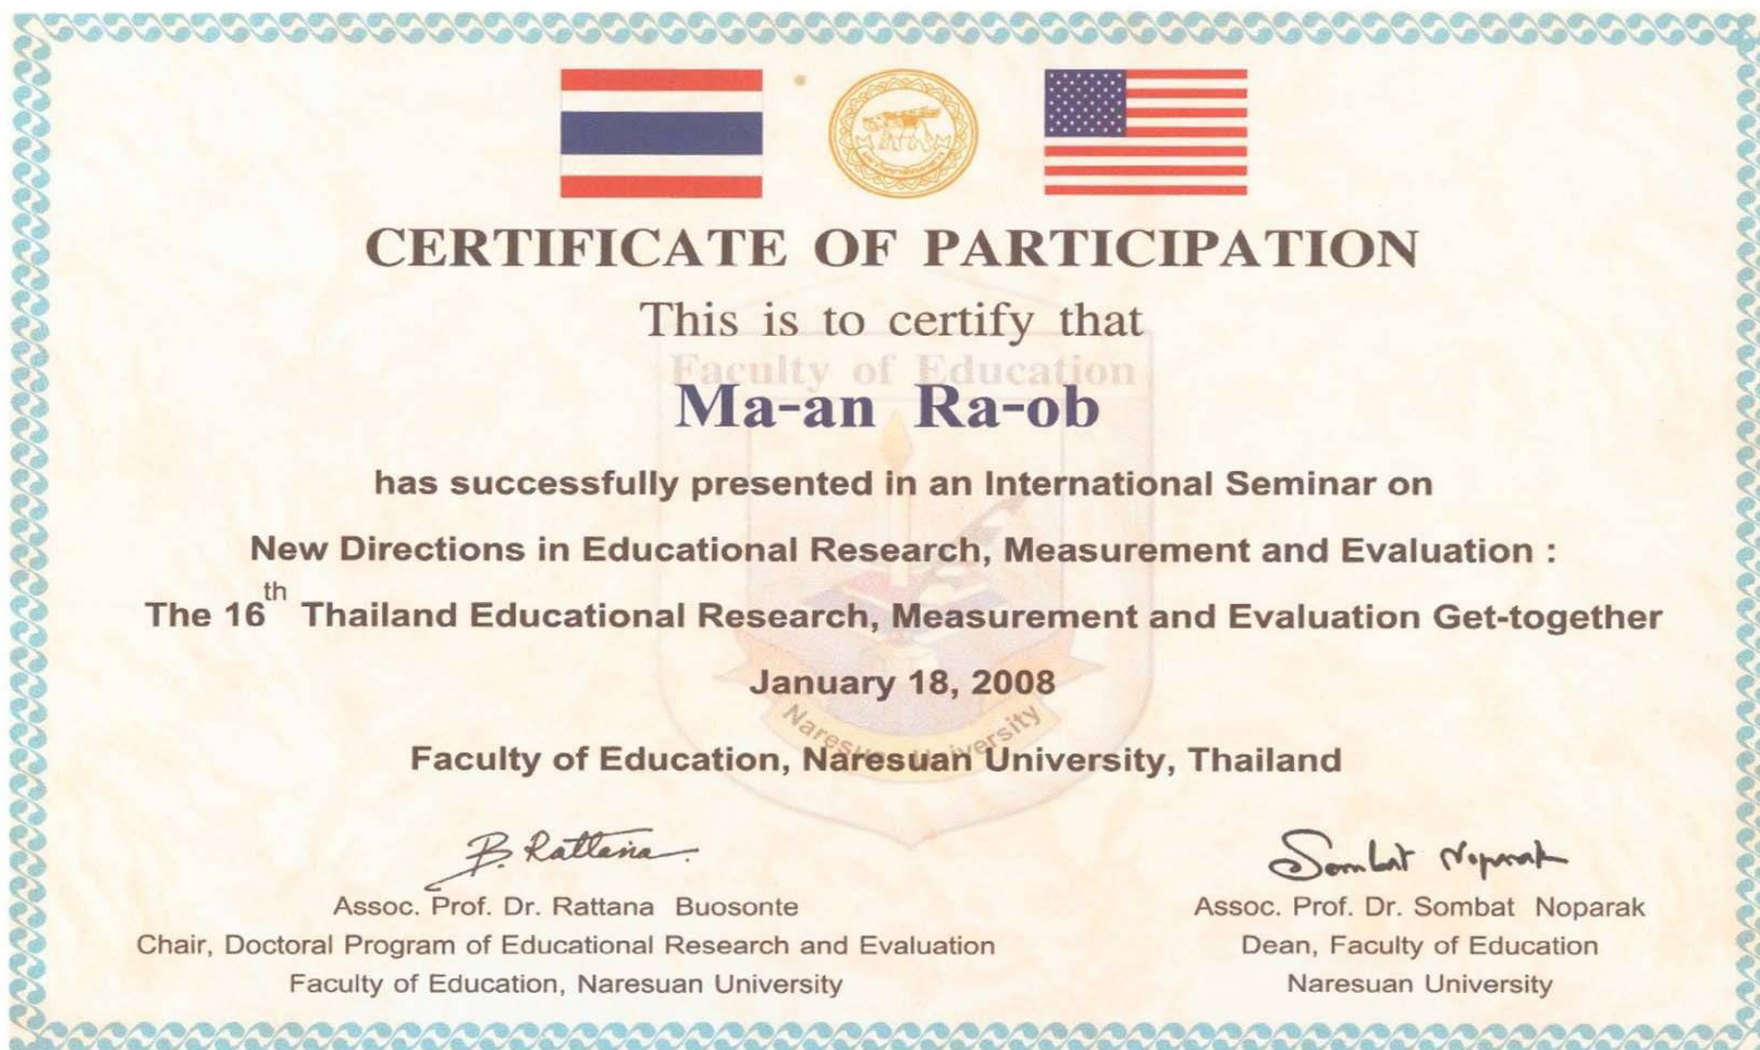 CERTIFICATE OF PARTICIPATION
This is to certify that
Faculty of Education
Ma-an Ra-ob
has successfully presented in an International Seminar on
New Directions in Educational Research, Measurement and Evaluation :
The 16th Thailand Educational Research, Measurement and Evaluation Get-together
January 18, 2008
Naresuan University
Faculty of Education, Naresuan University, Thailand
B. Rattana. Sombat Noparak
Assoc. Prof. Dr. Rattana Buosonte Assoc. Prof. Dr. Sombat Noparak
Chair, Doctoral Program of Educational Research and Evaluation Dean, Faculty of Education
Faculty of Education, Naresuan University Naresuan University